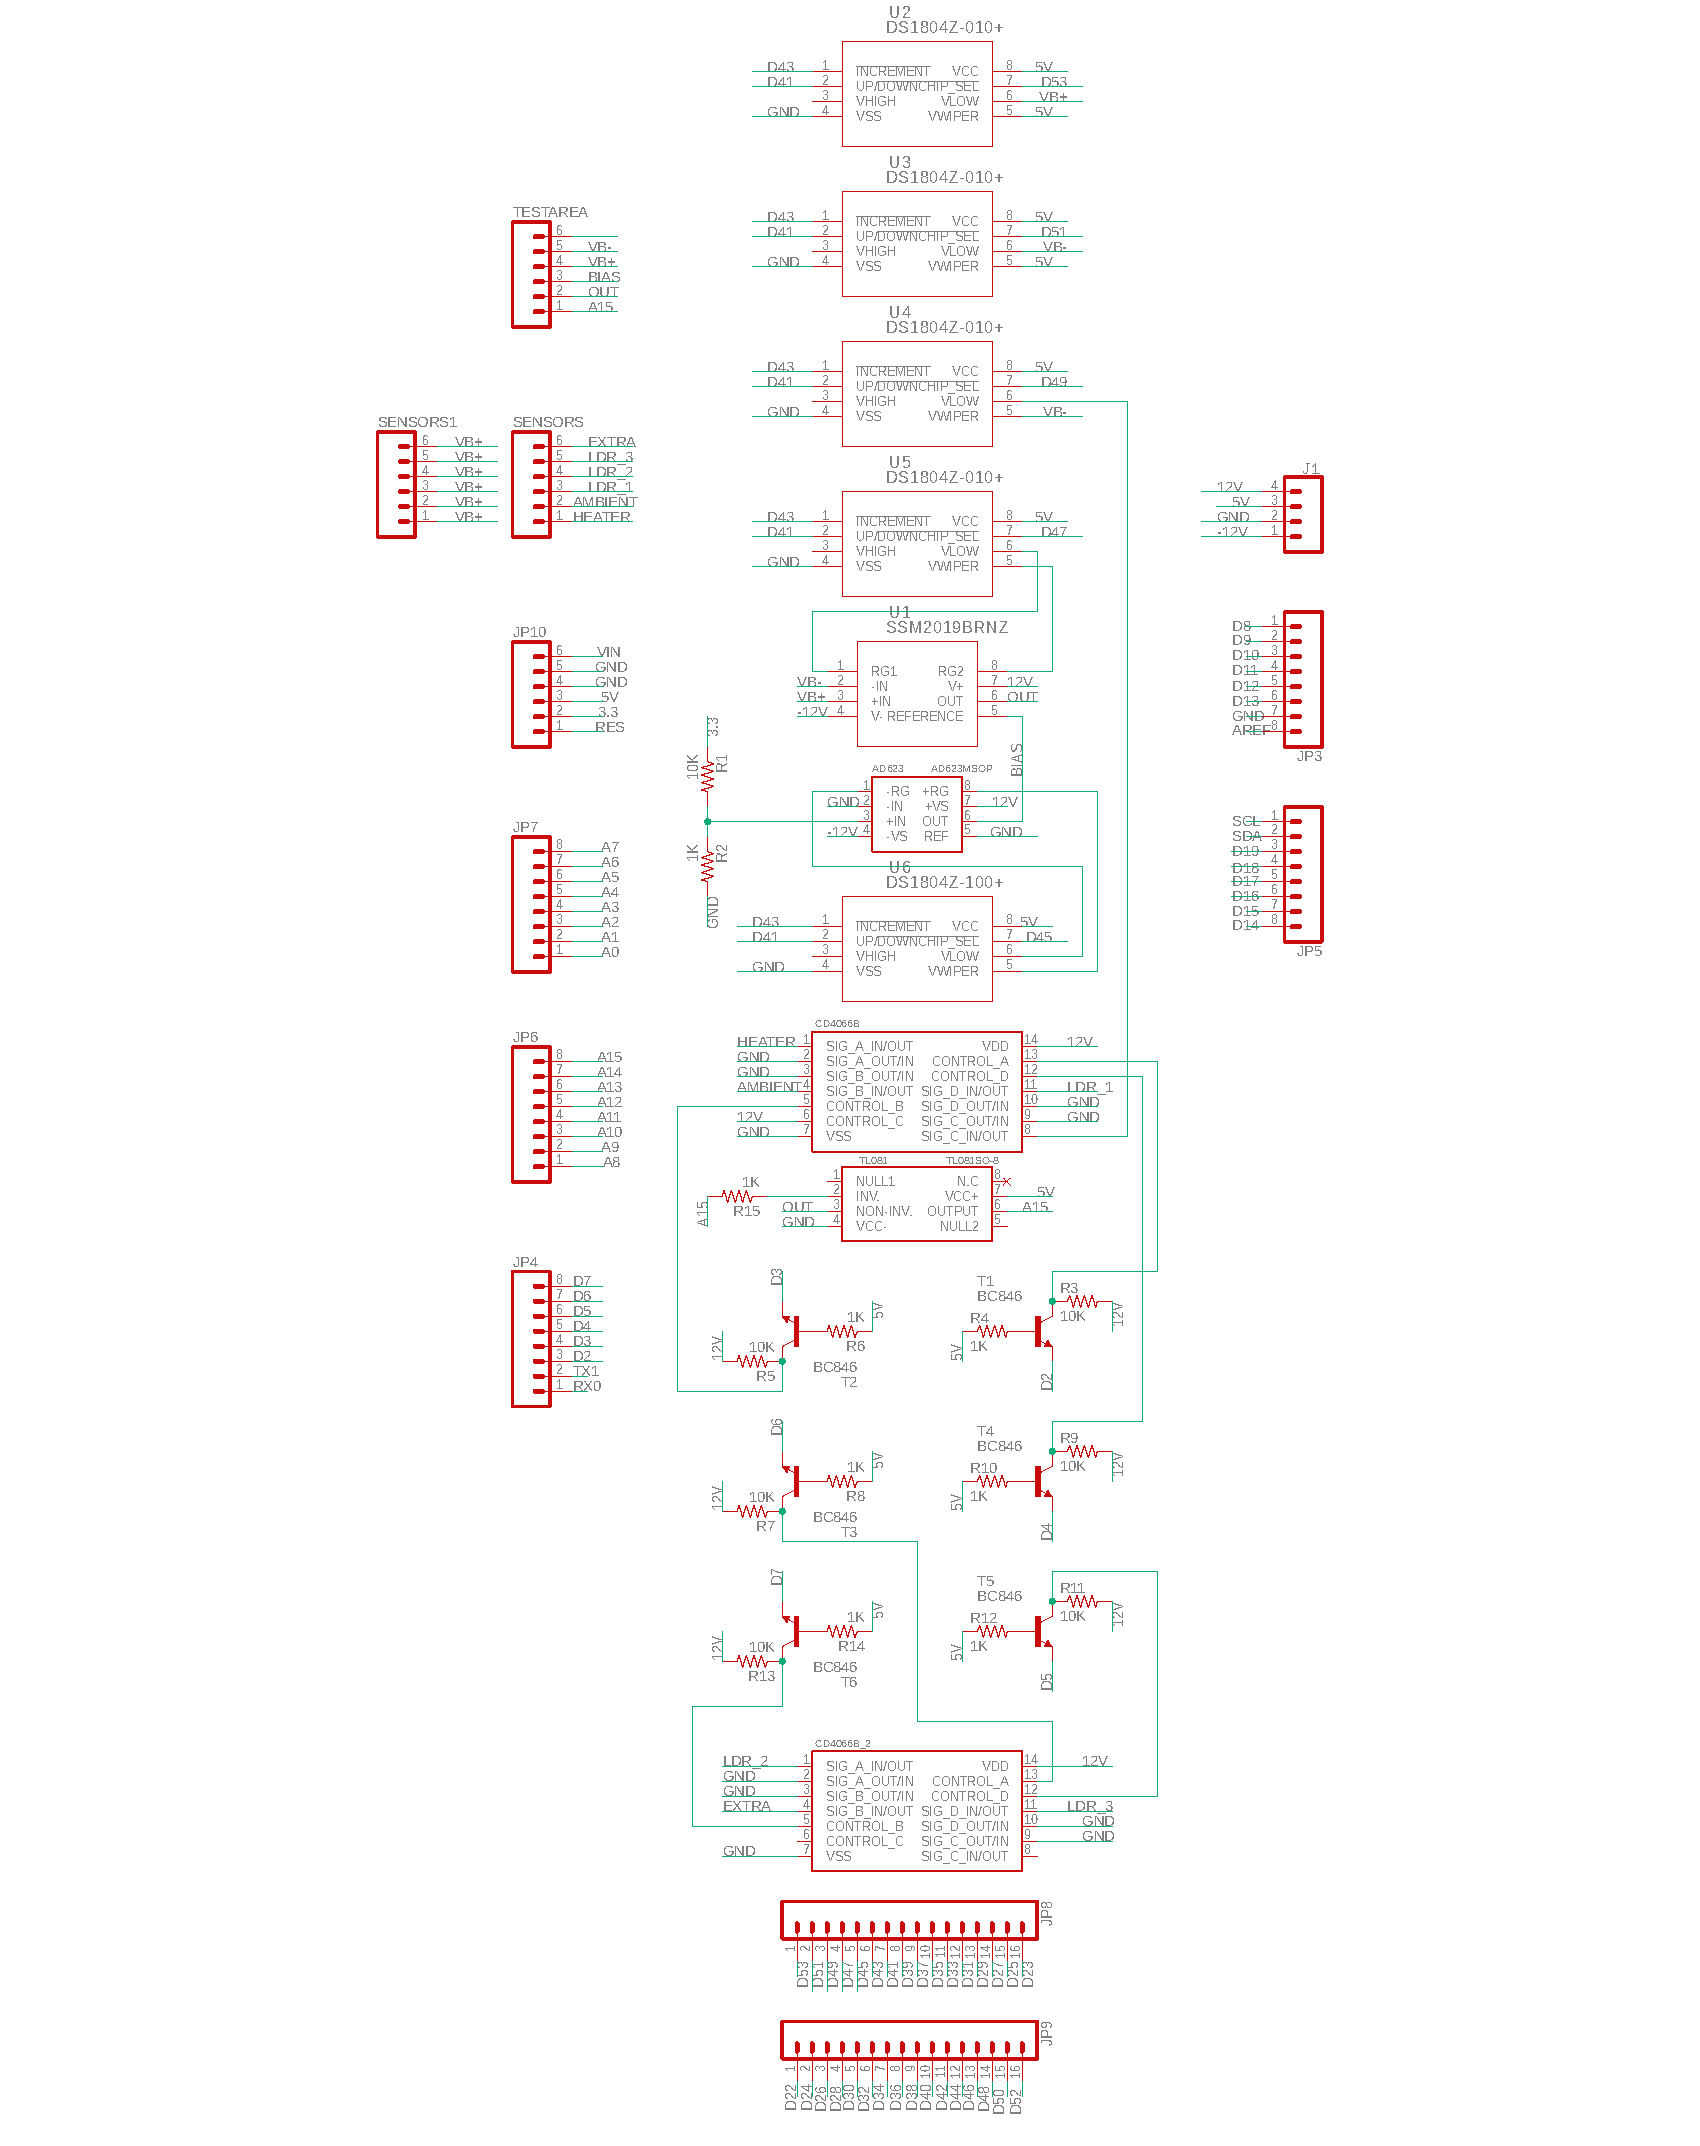 U2
DS1804Z-010+
D43 1 INCREMENT VCC 8 5V
D41 2 UP/DOWN CHIP_SEL 7 D53
3 VHIGH VLOW 6 VB+
GND 4 VSS VWIPER 5 5V
U3
DS1804Z-010+
D43 1 INCREMENT VCC 8 5V
D41 2 UP/DOWN CHIP_SEL 7 D51
3 VHIGH VLOW 6 VB-
GND 4 VSS VWIPER 5 5V
TESTAREA
6
5 VB-
4 VB+
3 BIAS
2 OUT
1 A15
U4
DS1804Z-010+
D43 1 INCREMENT VCC 8 5V
D41 2 UP/DOWN CHIP_SEL 7 D49
3 VHIGH VLOW 6
GND 4 VSS VWIPER 5 VB-
SENSORS1
6 VB+
5 VB+
4 VB+
3 VB+
2 VB+
1 VB+
SENSORS
6 EXTRA
5 LDR_3
4 LDR_2
3 LDR_1
2 AMBIENT
1 HEATER
U5
DS1804Z-010+
D43 1 INCREMENT VCC 8 5V
D41 2 UP/DOWN CHIP_SEL 7 D47
3 VHIGH VLOW 6
GND 4 VSS VWIPER 5
J1
12V 4
5V 3
GND 2
-12V 1
U1
SSM2019BRNZ
1 RG1 RG2 8
VB- 2 -IN V+ 7 12V
VB+ 3 +IN OUT 6 OUT
-12V 4 V- REFERENCE 5
BIAS
JP10
6 VIN
5 GND
4 GND
3 5V
2 3.3
1 RES
D8 1
D9 2
D10 3
D11 4
D12 5
D13 6
GND 7
AREF 8
JP3
3.3
10K R1
1K R2
GND
AD623 AD623MSOP
1 -RG +RG 8
GND 2 -IN +VS 7 12V
3 +IN OUT 6
-12V 4 -VS REF 5 GND
JP7
8 A7
7 A6
6 A5
5 A4
4 A3
3 A2
2 A1
1 A0
SCL 1
SDA 2
D19 3
D18 4
D17 5
D16 6
D15 7
D14 8
JP5
U6
DS1804Z-100+
D43 1 INCREMENT VCC 8 5V
D41 2 UP/DOWN CHIP_SEL 7 D45
3 VHIGH VLOW 6
GND 4 VSS VWIPER 5
JP6
8 A15
7 A14
6 A13
5 A12
4 A11
3 A10
2 A9
1 A8
CD4066B
HEATER 1 SIG_A_IN/OUT VDD 14 12V
GND 2 SIG_A_OUT/IN CONTROL_A 13
GND 3 SIG_B_OUT/IN CONTROL_D 12
AMBIENT 4 SIG_B_IN/OUT SIG_D_IN/OUT 11 LDR_1
5 CONTROL_B SIG_D_OUT/IN 10 GND
12V 6 CONTROL_C SIG_C_OUT/IN 9 GND
GND 7 VSS SIG_C_IN/OUT 8
TL081 TL081SO-8
1 NULL1 N.C 8
A15 1K R15 2 INV. VCC+ 7 5V
OUT 3 NON-INV. OUTPUT 6 A15
GND 4 VCC- NULL2 5
JP4
8 D7
7 D6
6 D5
5 D4
4 D3
3 D2
2 TX1
1 RX0
D3
1K R6 5V
12V 10K R5
BC846
T2
T1
BC846
R3 10K 12V
R4 1K 5V
D2
D6
1K R8 5V
12V 10K R7
BC846
T3
T4
BC846
R9 10K 12V
R10 1K 5V
D4
D7
1K R14 5V
12V 10K R13
BC846
T6
T5
BC846
R11 10K 12V
R12 1K 5V
D5
CD4066B_2
LDR_2 1 SIG_A_IN/OUT VDD 14 12V
GND 2 SIG_A_OUT/IN CONTROL_A 13
GND 3 SIG_B_OUT/IN CONTROL_D 12
EXTRA 4 SIG_B_IN/OUT SIG_D_IN/OUT 11 LDR_3
5 CONTROL_B SIG_D_OUT/IN 10 GND
6 CONTROL_C SIG_C_OUT/IN 9 GND
GND 7 VSS SIG_C_IN/OUT 8
JP8
1 2 3 4 5 6 7 8 9 10 11 12 13 14 15 16
D53 D51 D49 D47 D45 D43 D41 D39 D37 D35 D33 D31 D29 D27 D25 D23
JP9
1 2 3 4 5 6 7 8 9 10 11 12 13 14 15 16
D22 D24 D26 D28 D30 D32 D34 D36 D38 D40 D42 D44 D46 D48 D50 D52